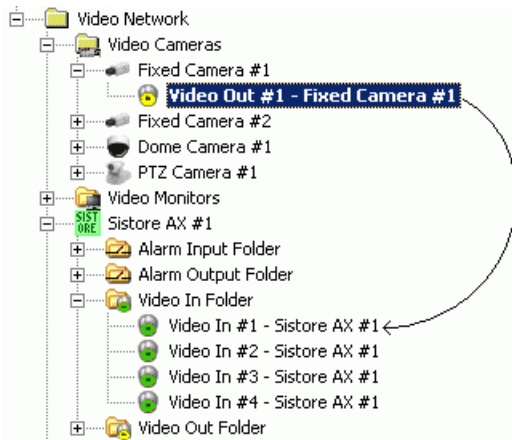 Video Network
Video Cameras
Fixed Camera #1
Video Out #1 - Fixed Camera #1
Fixed Camera #2
Dome Camera #1
PTZ Camera #1
Video Monitors
SIST
ORE
Sistore AX #1
Alarm Input Folder
Alarm Output Folder
Video In Folder
Video In #1 - Sistore AX #1
Video In #2 - Sistore AX #1
Video In #3 - Sistore AX #1
Video In #4 - Sistore AX #1
Video Out Folder